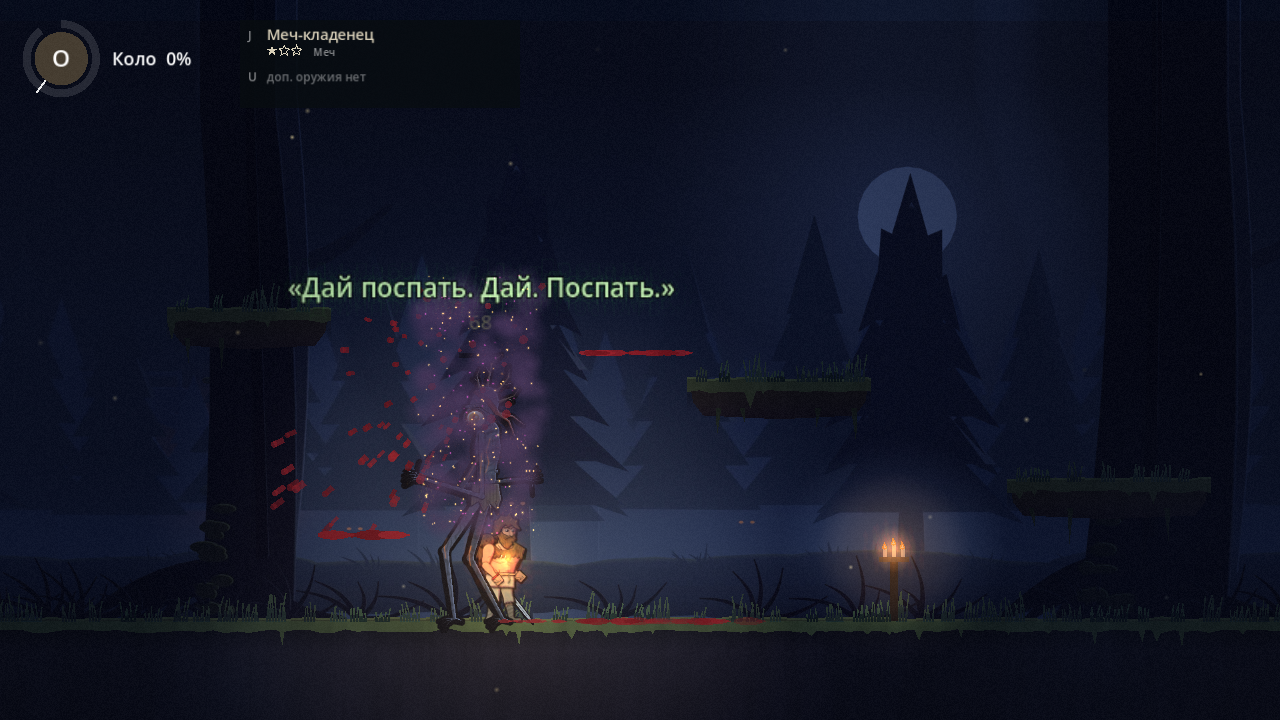 О
Коло 0%
J Меч-кладенец
Меч
U доп. оружия нет
«Дай поспать. Дай. Поспать.»
68